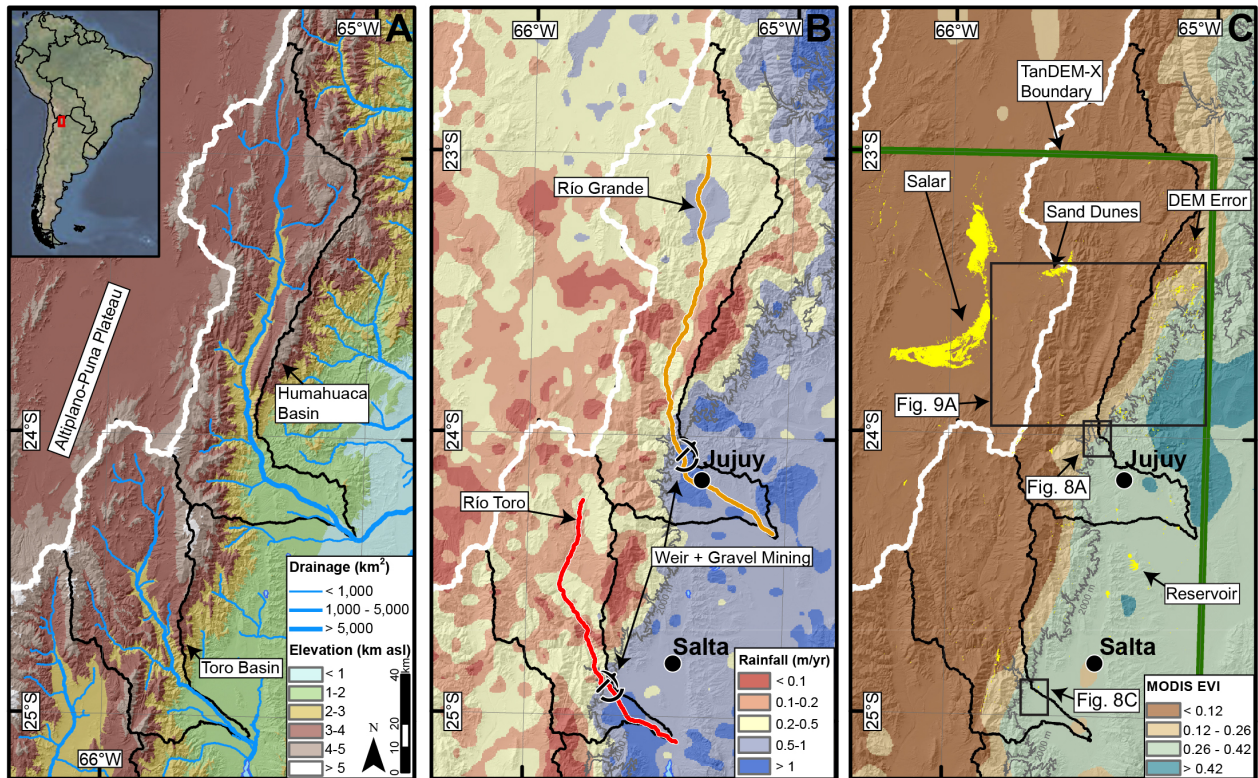 A
65°W
Altiplano-Puna Plateau
Humahuaca
Basin
24°S
Toro Basin
25°S
66°W
N
Drainage (km²)
< 1,000
1,000 - 5,000
> 5,000
Elevation (km asl)
< 1
1-2
2-3
3-4
4-5
> 5
km
40
20
10
0
B
66°W
65°W
23°S
Río Grande
24°S
Jujuy
Río Toro
Weir + Gravel Mining
Salta
25°S
Rainfall (m/yr)
< 0.1
0.1-0.2
0.2-0.5
0.5-1
> 1
C
66°W
65°W
TanDEM-X
Boundary
23°S
Salar
Sand Dunes
DEM Error
Fig. 9A
24°S
Jujuy
Fig. 8A
2000 m
Reservoir
Salta
Fig. 8C
25°S
2000 m
MODIS EVI
< 0.12
0.12 - 0.26
0.26 - 0.42
> 0.42